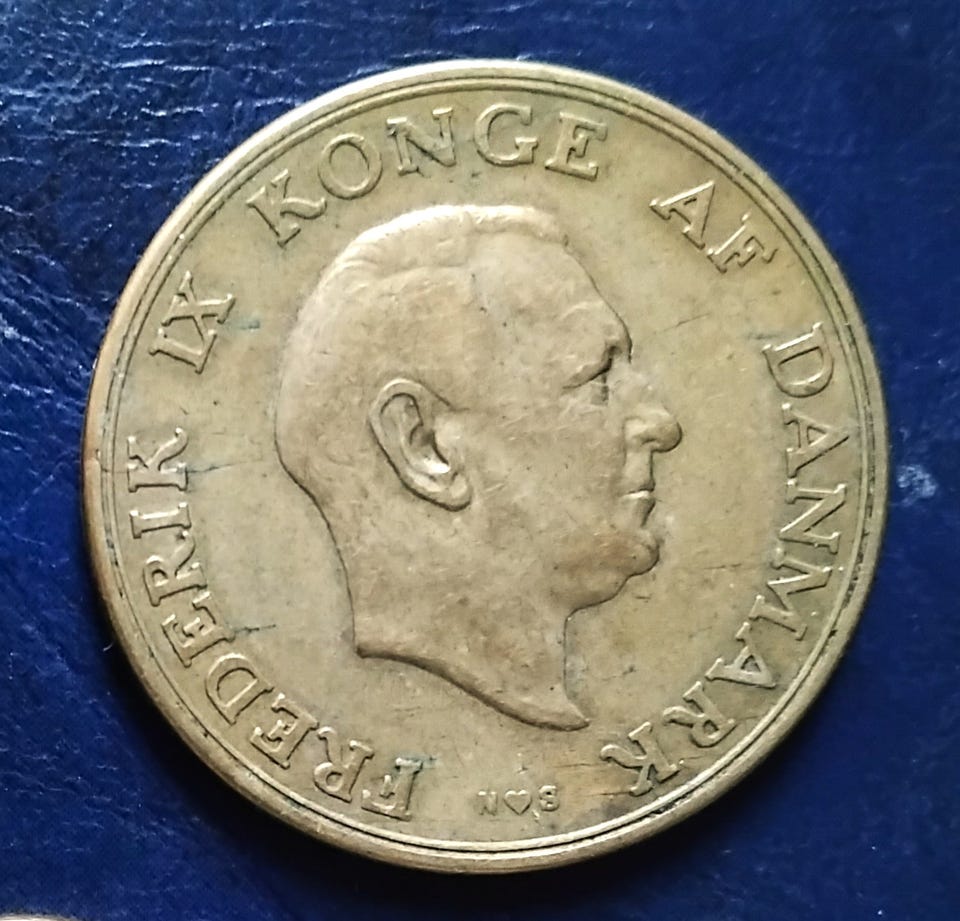 FREDERIK IX KONGE AF DANMARK
N♥S